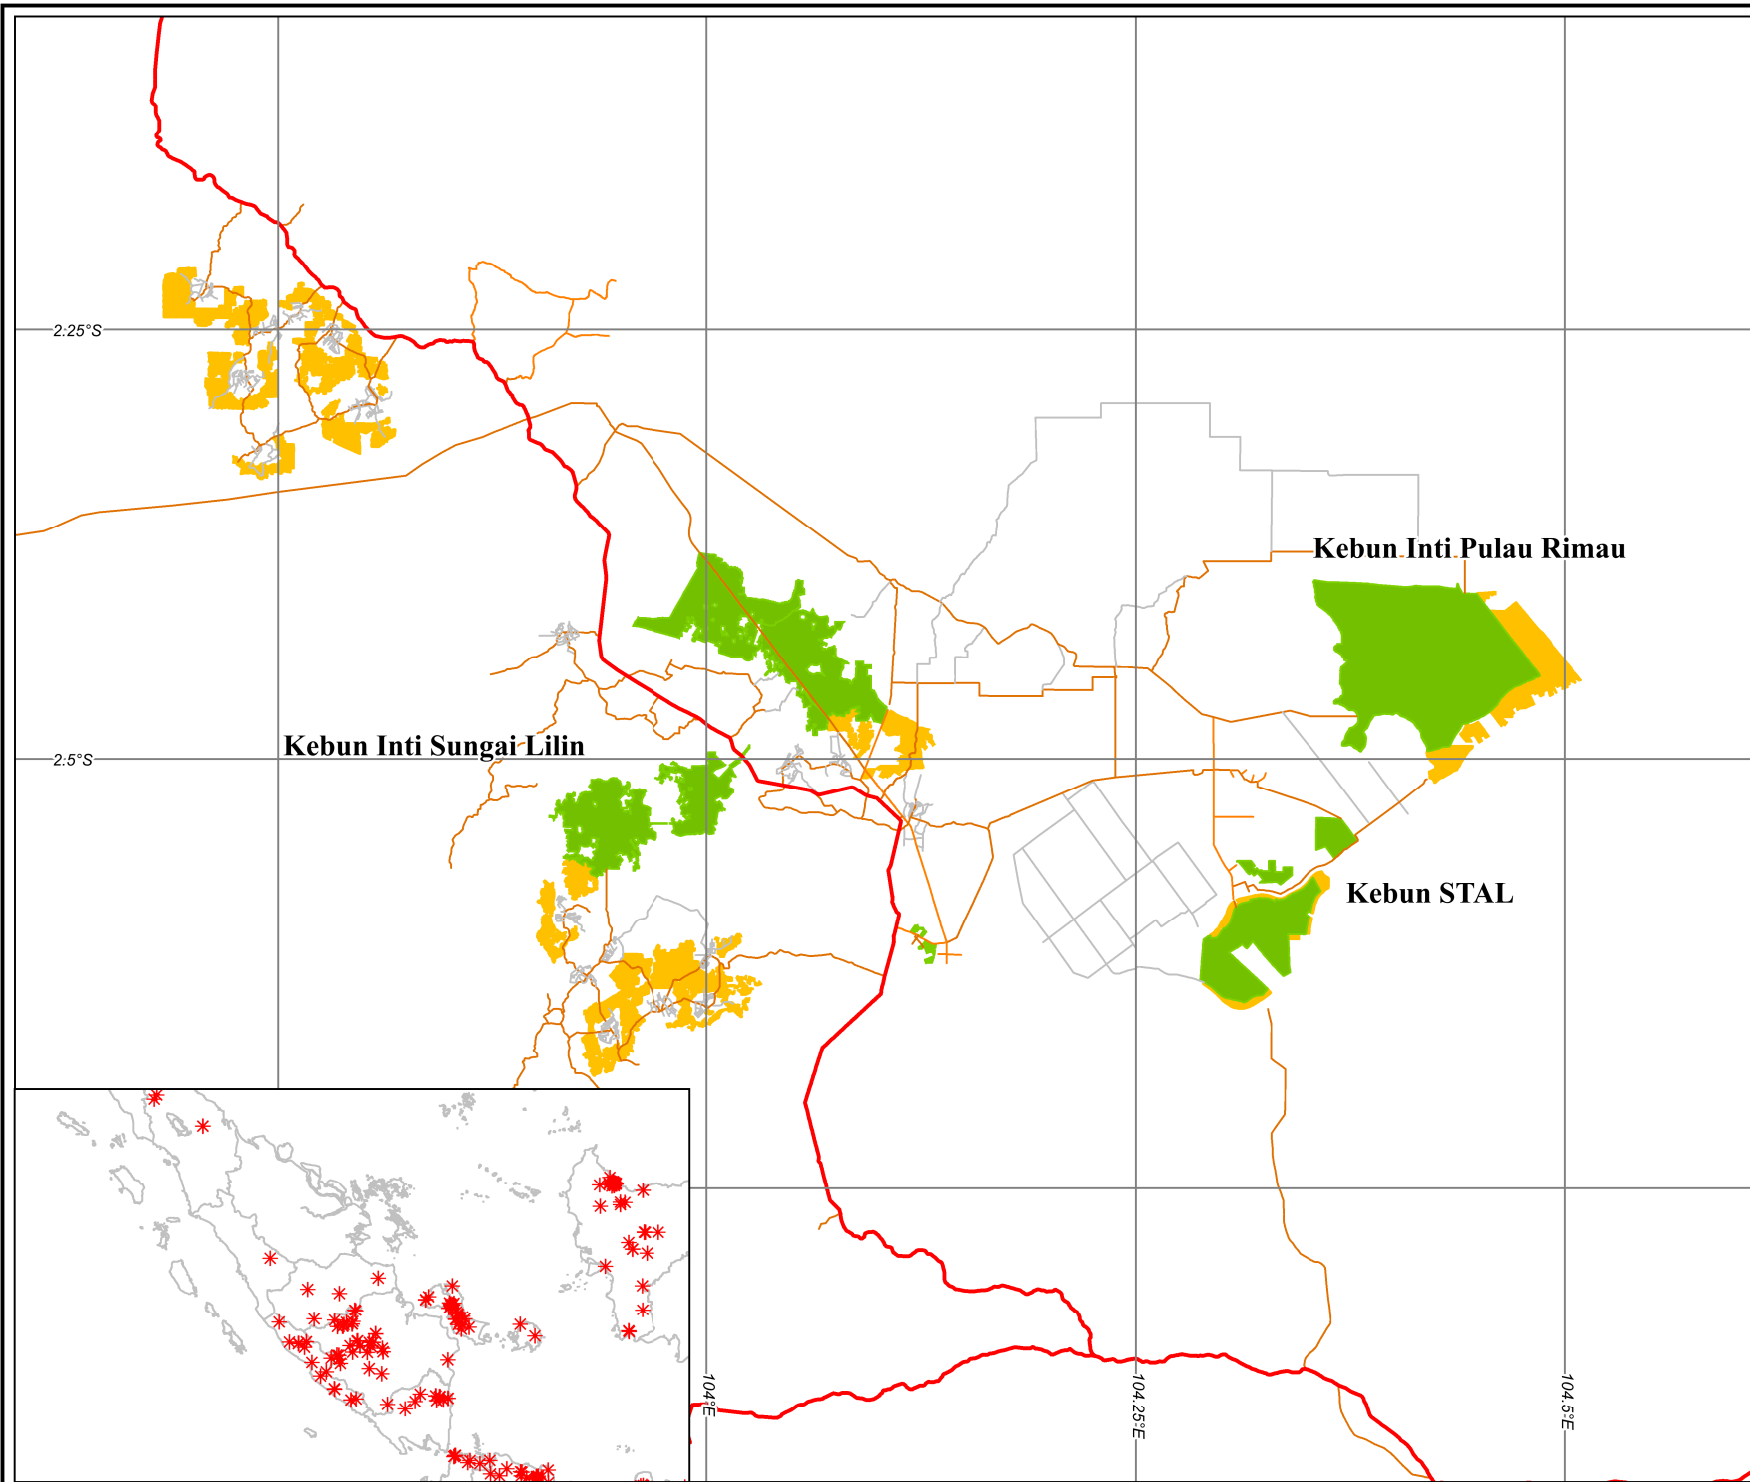 2.25°S
Kebun Inti Pulau Rimau
Kebun Inti Sungai Lilin
2.5°S
Kebun STAL
104°E
104.25°E
104.5°E